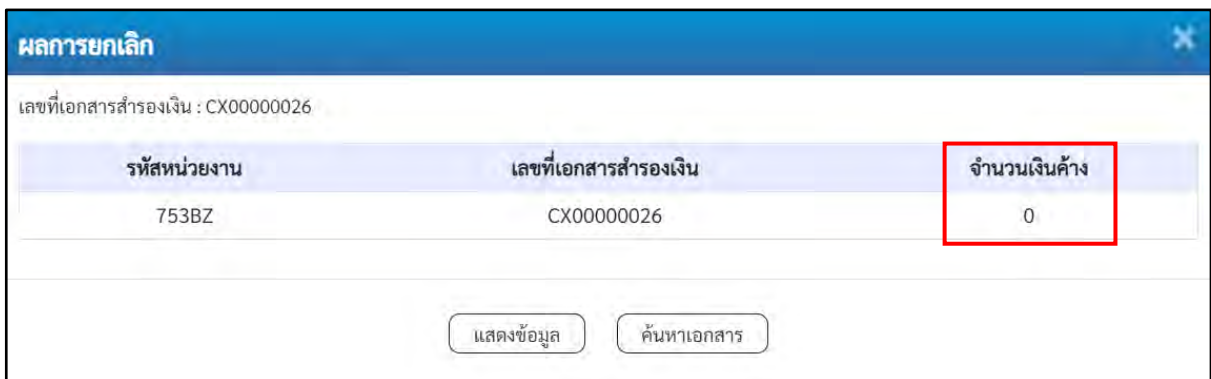 ผลการยกเลิก
เลขที่เอกสารสำรองเงิน : CX00000026
รหัสหน่วยงาน เลขที่เอกสารสำรองเงิน จำนวนเงินค้าง
753BZ CX00000026 0
แสดงข้อมูล ค้นหาเอกสาร